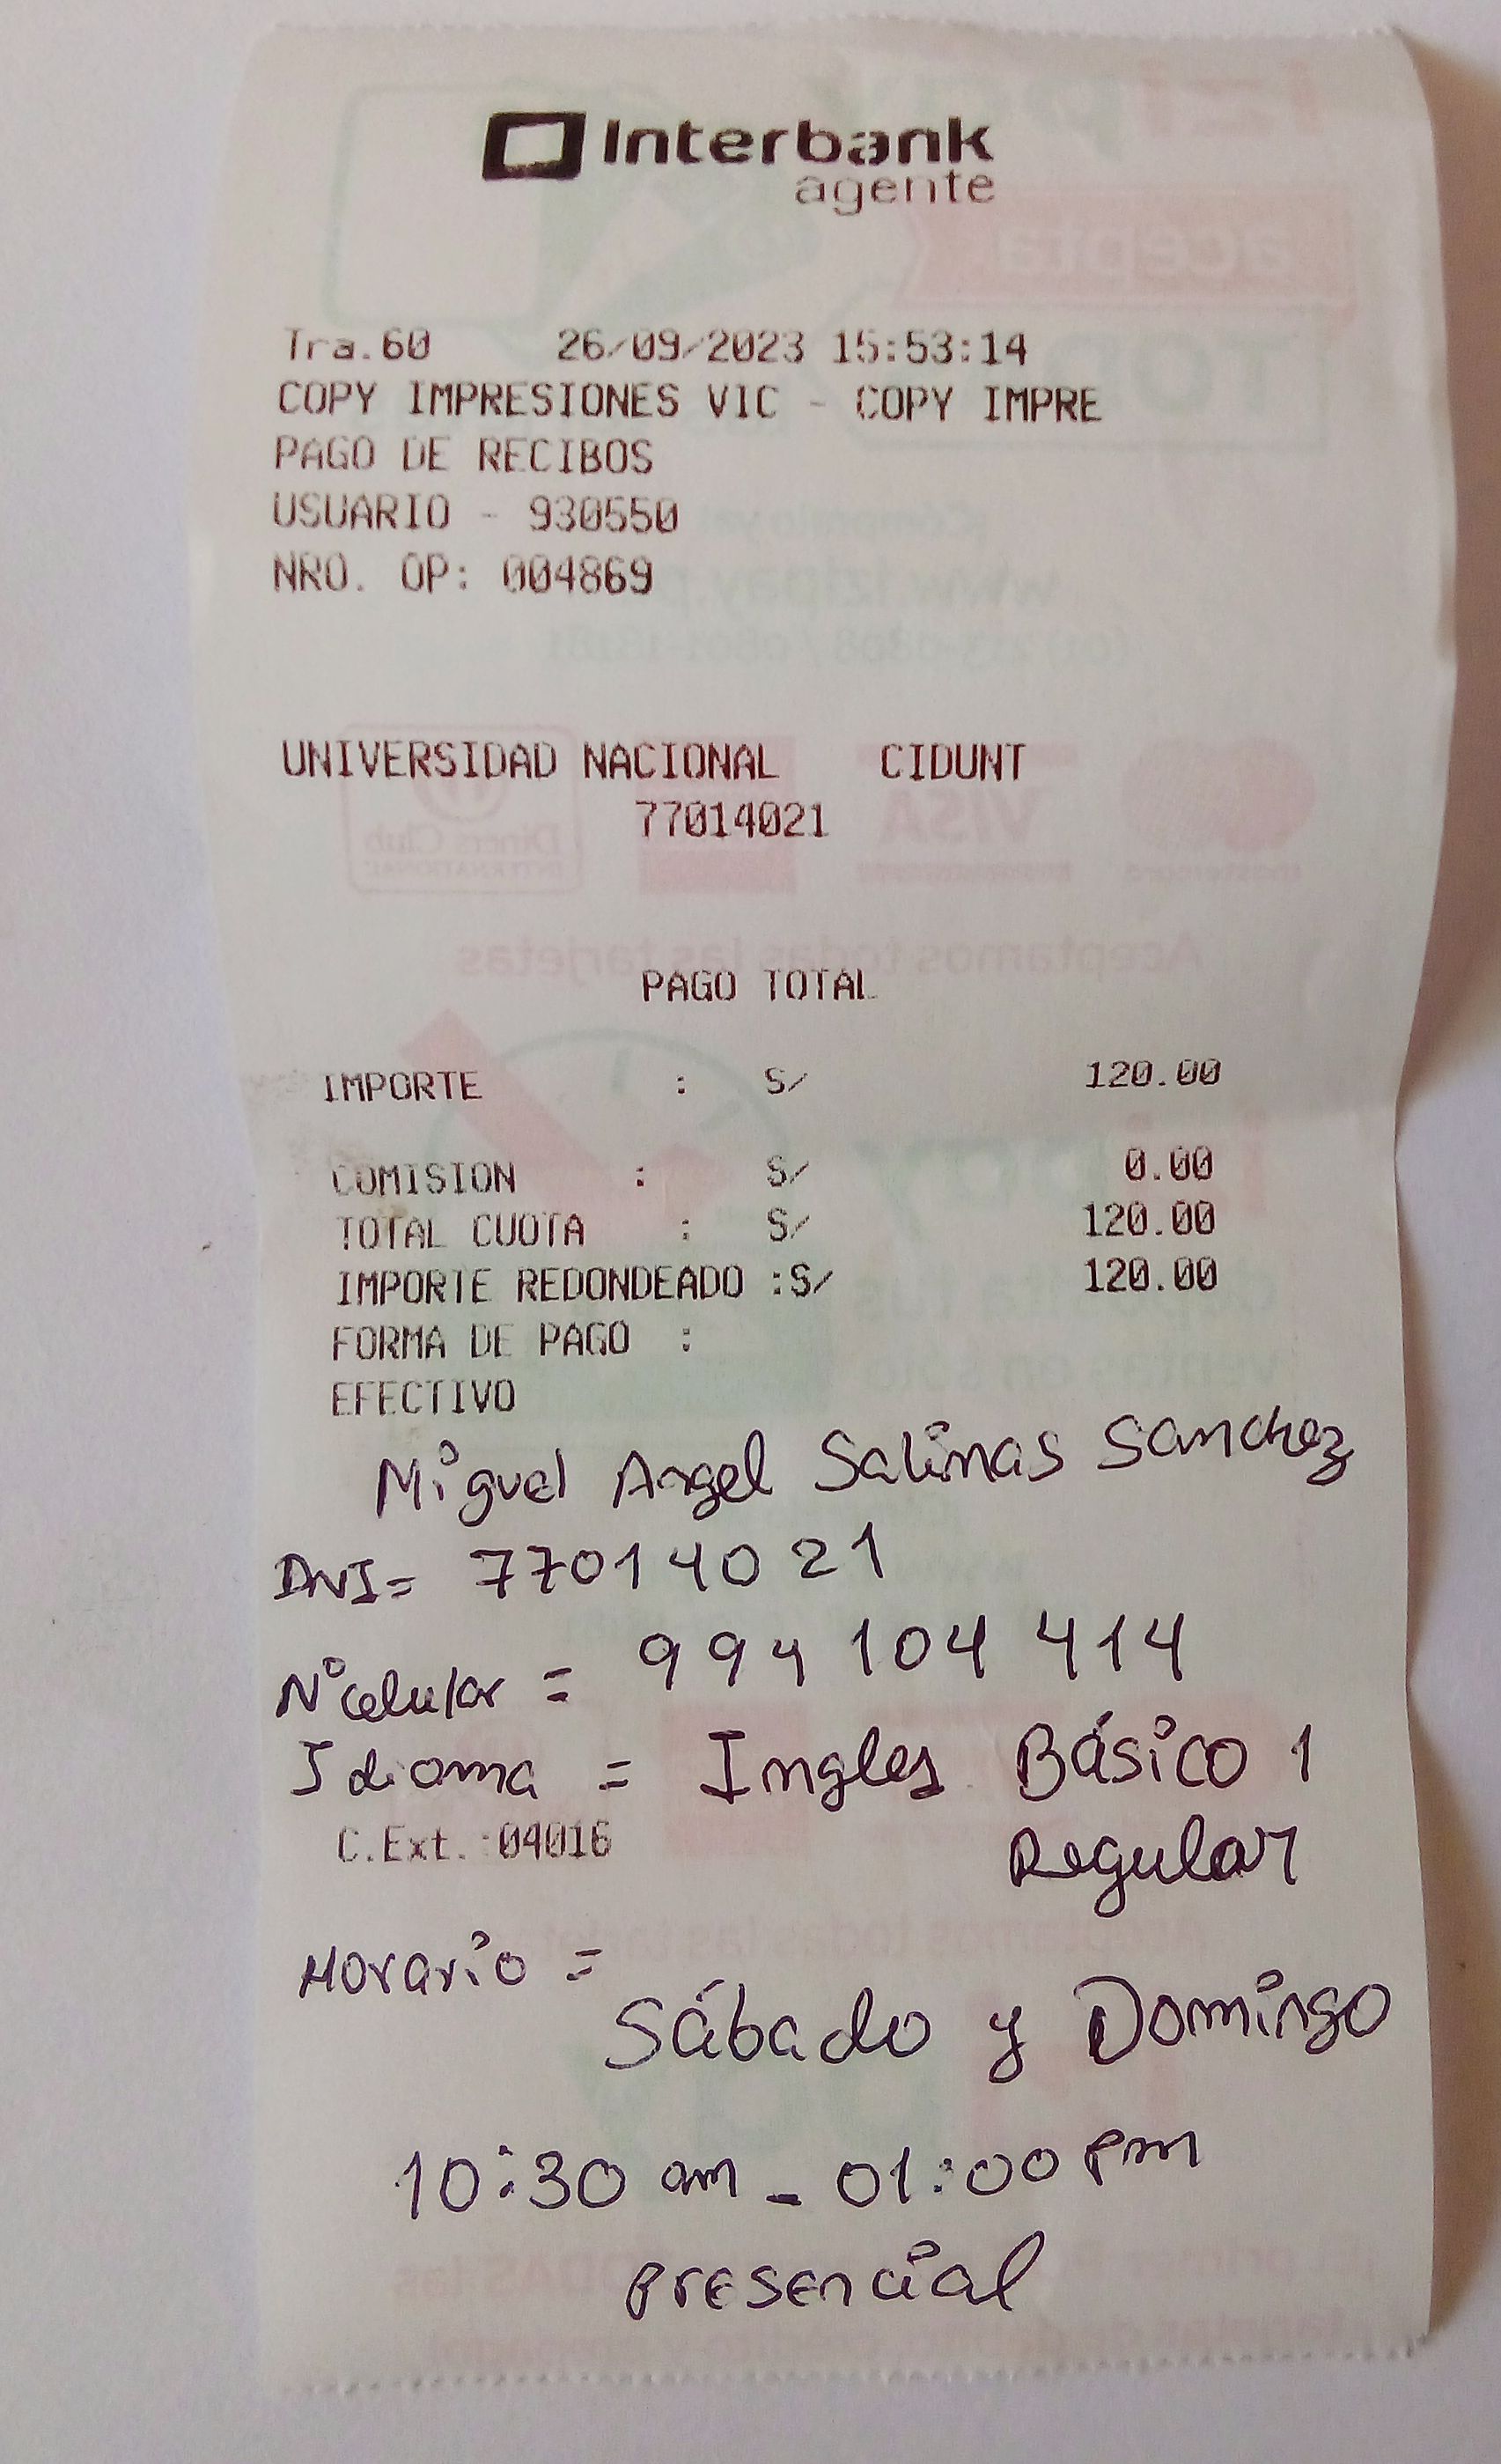 Interbank
agente
Tra.60 26/09/2023 15:53:14
COPY IMPRESIONES VIC - COPY IMPRE
PAGO DE RECIBOS
USUARIO - 930550
NRO. OP: 004869
UNIVERSIDAD NACIONAL CIDUNT
77014021
PAGO TOTAL
IMPORTE : S/ 120.00
COMISION : S/ 0.00
TOTAL CUOTA : S/ 120.00
IMPORTE REDONDEADO :S/ 120.00
FORMA DE PAGO :
EFECTIVO
Miguel Angel Salinas Sanchez
DNI= 77014021
N° celular = 994 104 414
Idioma = Ingles Básico 1
C.Ext.:04016 Regular
Horario =
Sábado y Domingo
10:30 am - 01:00 pm
Presencial